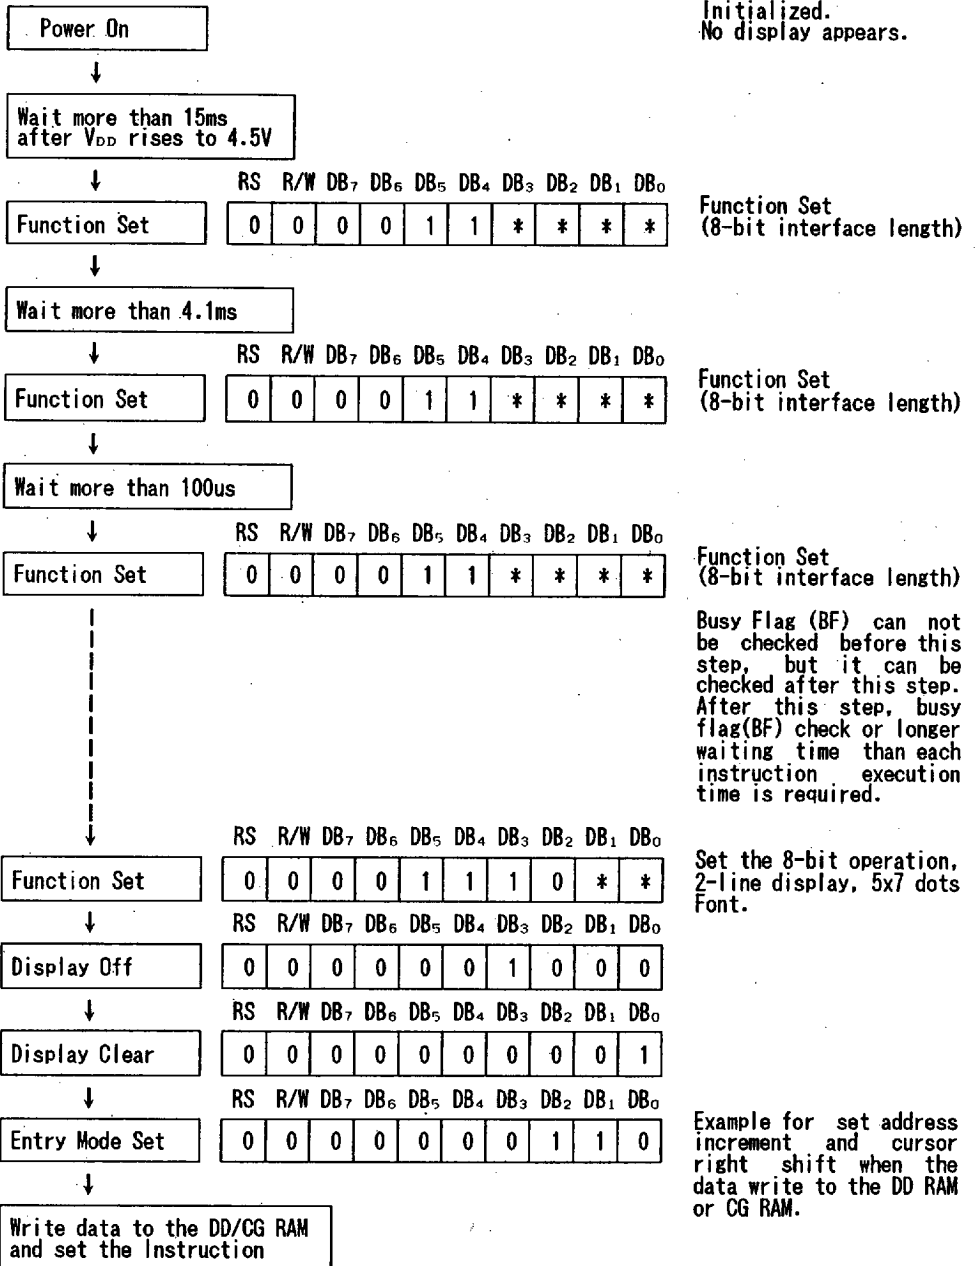 Power On
Initialized.
No display appears.
Wait more than 15ms
after VDD rises to 4.5V
RS R/W DB7 DB6 DB5 DB4 DB3 DB2 DB1 DB0
Function Set 0 0 0 0 1 1 * * * *
Function Set
(8-bit interface length)
Wait more than 4.1ms
RS R/W DB7 DB6 DB5 DB4 DB3 DB2 DB1 DB0
Function Set 0 0 0 0 1 1 * * * *
Function Set
(8-bit interface length)
Wait more than 100us
RS R/W DB7 DB6 DB5 DB4 DB3 DB2 DB1 DB0
Function Set 0 0 0 0 1 1 * * * *
Function Set
(8-bit interface length)
Busy Flag (BF) can not
be checked before this
step, but it can be
checked after this step.
After this step, busy
flag(BF) check or longer
waiting time than each
instruction execution
time is required.
RS R/W DB7 DB6 DB5 DB4 DB3 DB2 DB1 DB0
Function Set 0 0 0 0 1 1 1 0 * *
Set the 8-bit operation,
2-line display, 5x7 dots
Font.
RS R/W DB7 DB6 DB5 DB4 DB3 DB2 DB1 DB0
Display Off 0 0 0 0 0 0 1 0 0 0
RS R/W DB7 DB6 DB5 DB4 DB3 DB2 DB1 DB0
Display Clear 0 0 0 0 0 0 0 0 0 1
RS R/W DB7 DB6 DB5 DB4 DB3 DB2 DB1 DB0
Entry Mode Set 0 0 0 0 0 0 0 1 1 0
Example for set address
increment and cursor
right shift when the
data write to the DD RAM
or CG RAM.
Write data to the DD/CG RAM
and set the Instruction